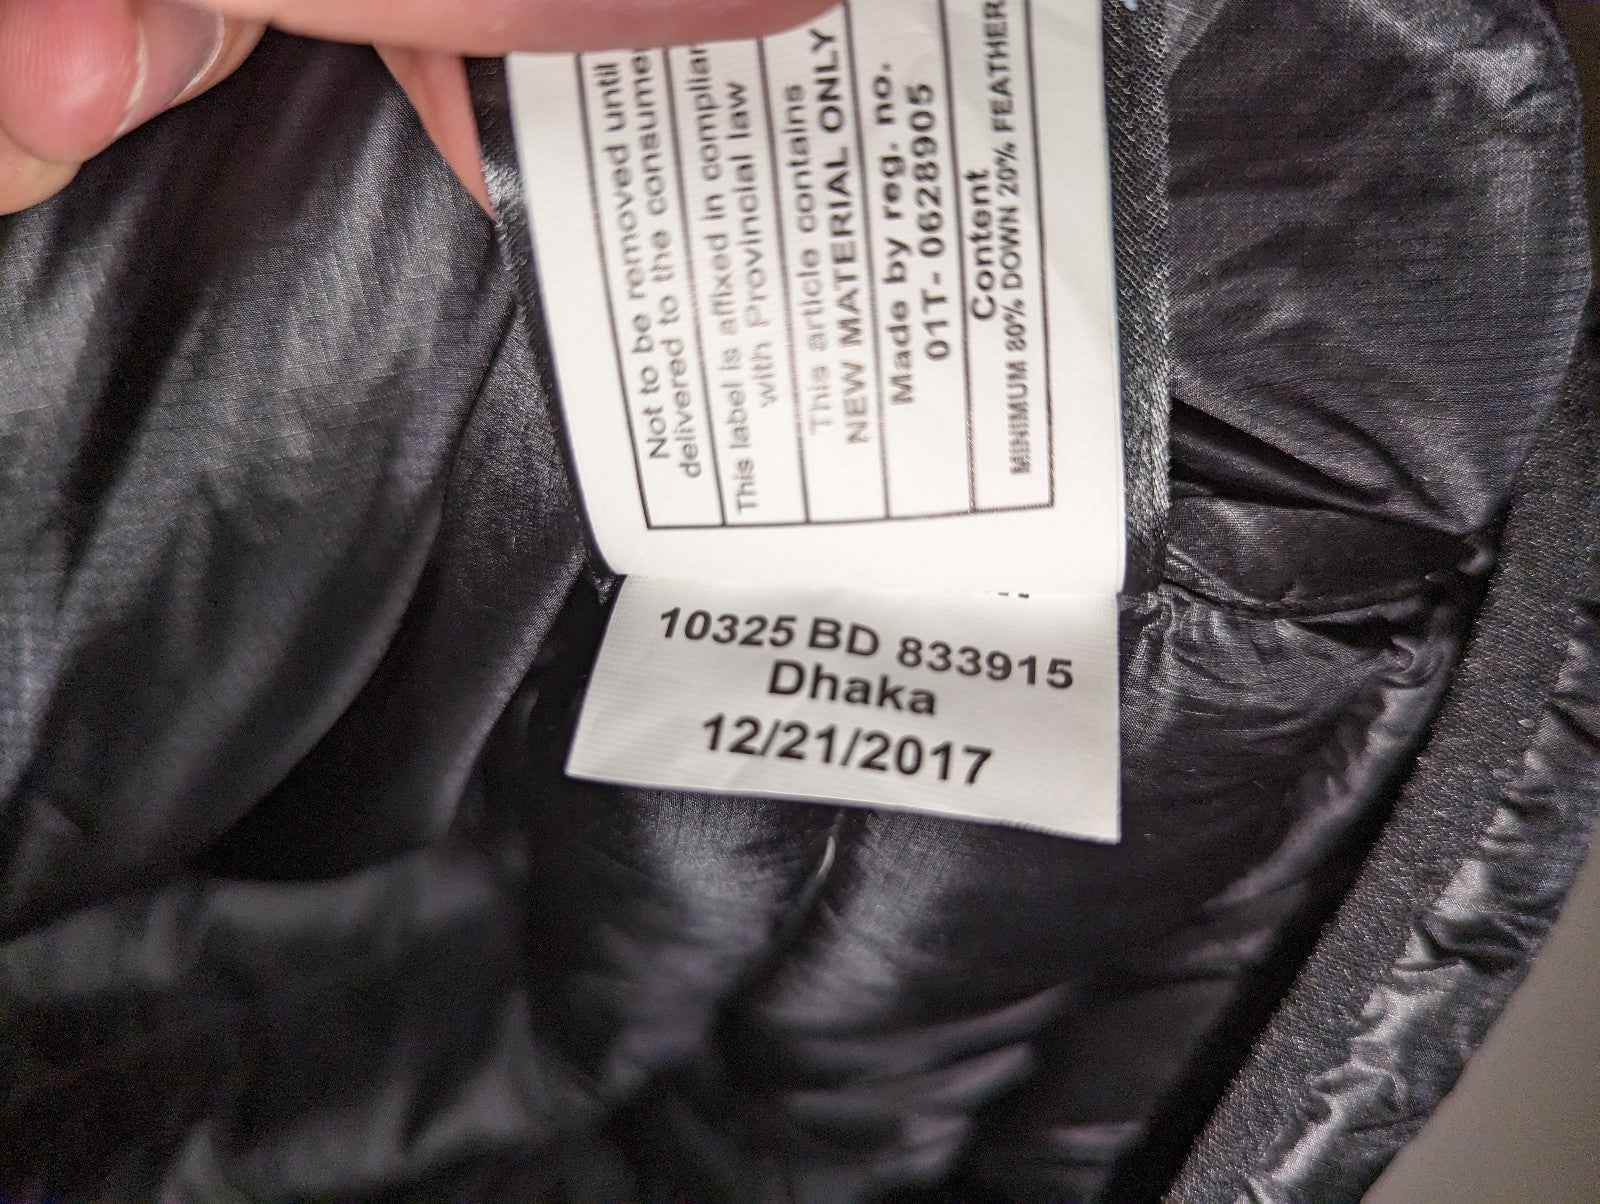 Not to be removed until
delivered to the consume
This label is affixed in complian
with Provincial law
This article contains
NEW MATERIAL ONLY
Made by reg. no.
01T- 0628905
Content
MINIMUM 80% DOWN 20% FEATHER
10325 BD 833915
Dhaka
12/21/2017